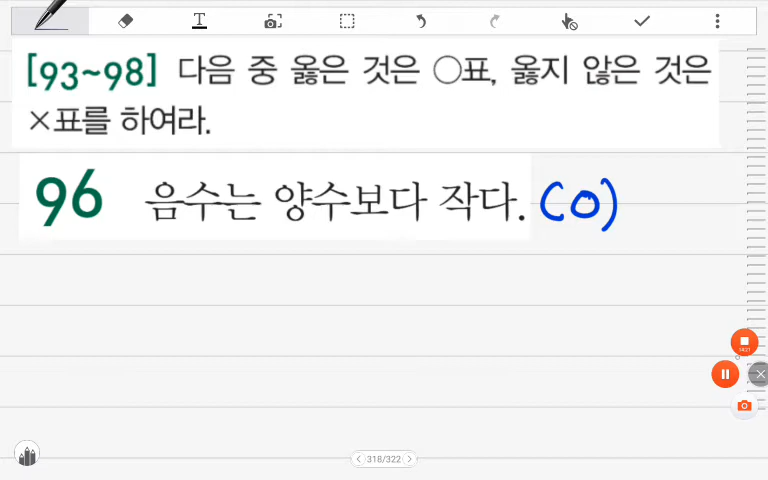 [93~98] 다음 중 옳은 것은 ○표, 옳지 않은 것은
×표를 하여라.
96 음수는 양수보다 작다. (O)
318/322